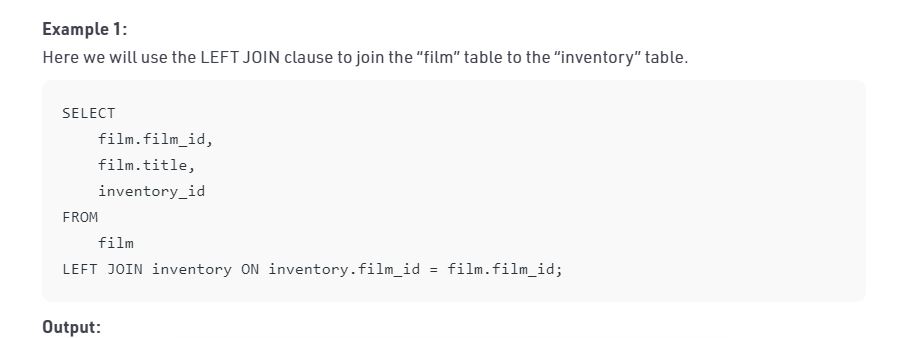 Example 1:
Here we will use the LEFT JOIN clause to join the “film” table to the “inventory” table.
SELECT
    film.film_id,
    film.title,
    inventory_id
FROM
    film
LEFT JOIN inventory ON inventory.film_id = film.film_id;
Output: